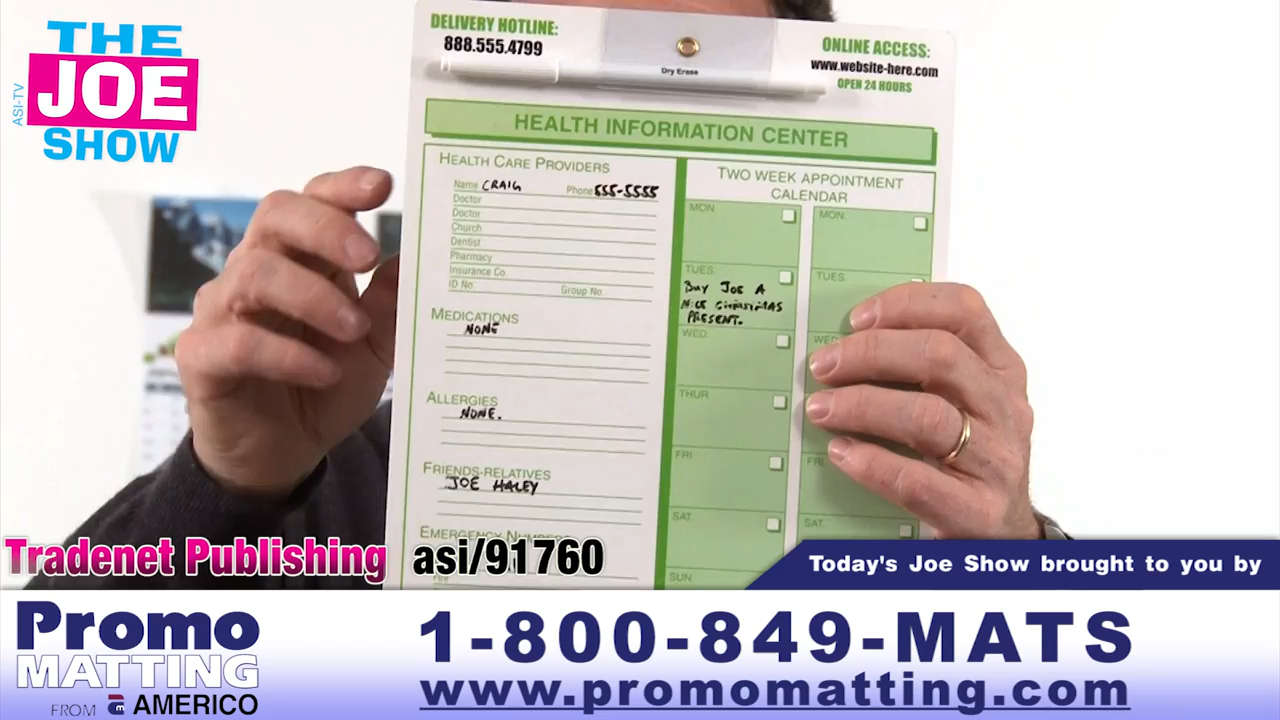 THE
JOE
SHOW
ASI-TV
DELIVERY HOTLINE:
888.555.4799
Dry Erase
ONLINE ACCESS:
www.website-here.com
OPEN 24 HOURS
HEALTH INFORMATION CENTER
HEALTH CARE PROVIDERS
Name CRAIG Phone 555-5555
Doctor
Doctor
Church
Dentist
Pharmacy
Insurance Co.
ID No. Group No.
MEDICATIONS
NONE
ALLERGIES
NONE.
FRIENDS-RELATIVES
JOE HALEY
EMERGENCY NUMBERS
TWO WEEK APPOINTMENT
CALENDAR
MON
TUES.
BUY JOE A
NICE CHRISTMAS
PRESENT.
WED.
THUR
FRI
SAT.
SUN
MON.
TUES.
WED
FRI
SAT.
Tradenet Publishing asi/91760
Today's Joe Show brought to you by
Promo
MATTING
FROM AMERICO
1-800-849-MATS
www.promomatting.com